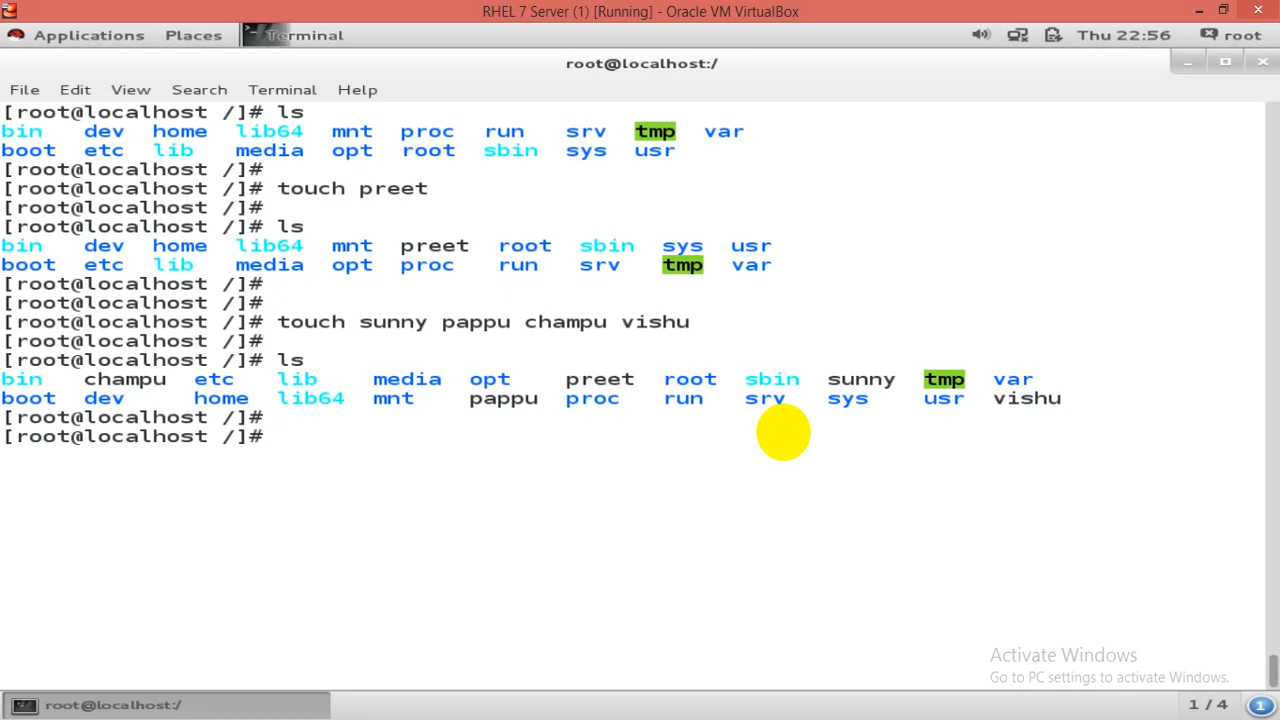 RHEL 7 Server (1) [Running] - Oracle VM VirtualBox
Applications Places Terminal Thu 22:56 root
root@localhost:/
File Edit View Search Terminal Help
[root@localhost /]# ls
bin dev home lib64 mnt proc run srv tmp var
boot etc lib media opt root sbin sys usr
[root@localhost /]#
[root@localhost /]# touch preet
[root@localhost /]#
[root@localhost /]# ls
bin dev home lib64 mnt preet root sbin sys usr
boot etc lib media opt proc run srv tmp var
[root@localhost /]#
[root@localhost /]#
[root@localhost /]# touch sunny pappu champu vishu
[root@localhost /]#
[root@localhost /]# ls
bin champu etc lib media opt preet root sbin sunny tmp var
boot dev home lib64 mnt pappu proc run srv sys usr vishu
[root@localhost /]#
[root@localhost /]#
Activate Windows
Go to PC settings to activate Windows.
root@localhost:/ 1 / 4 1